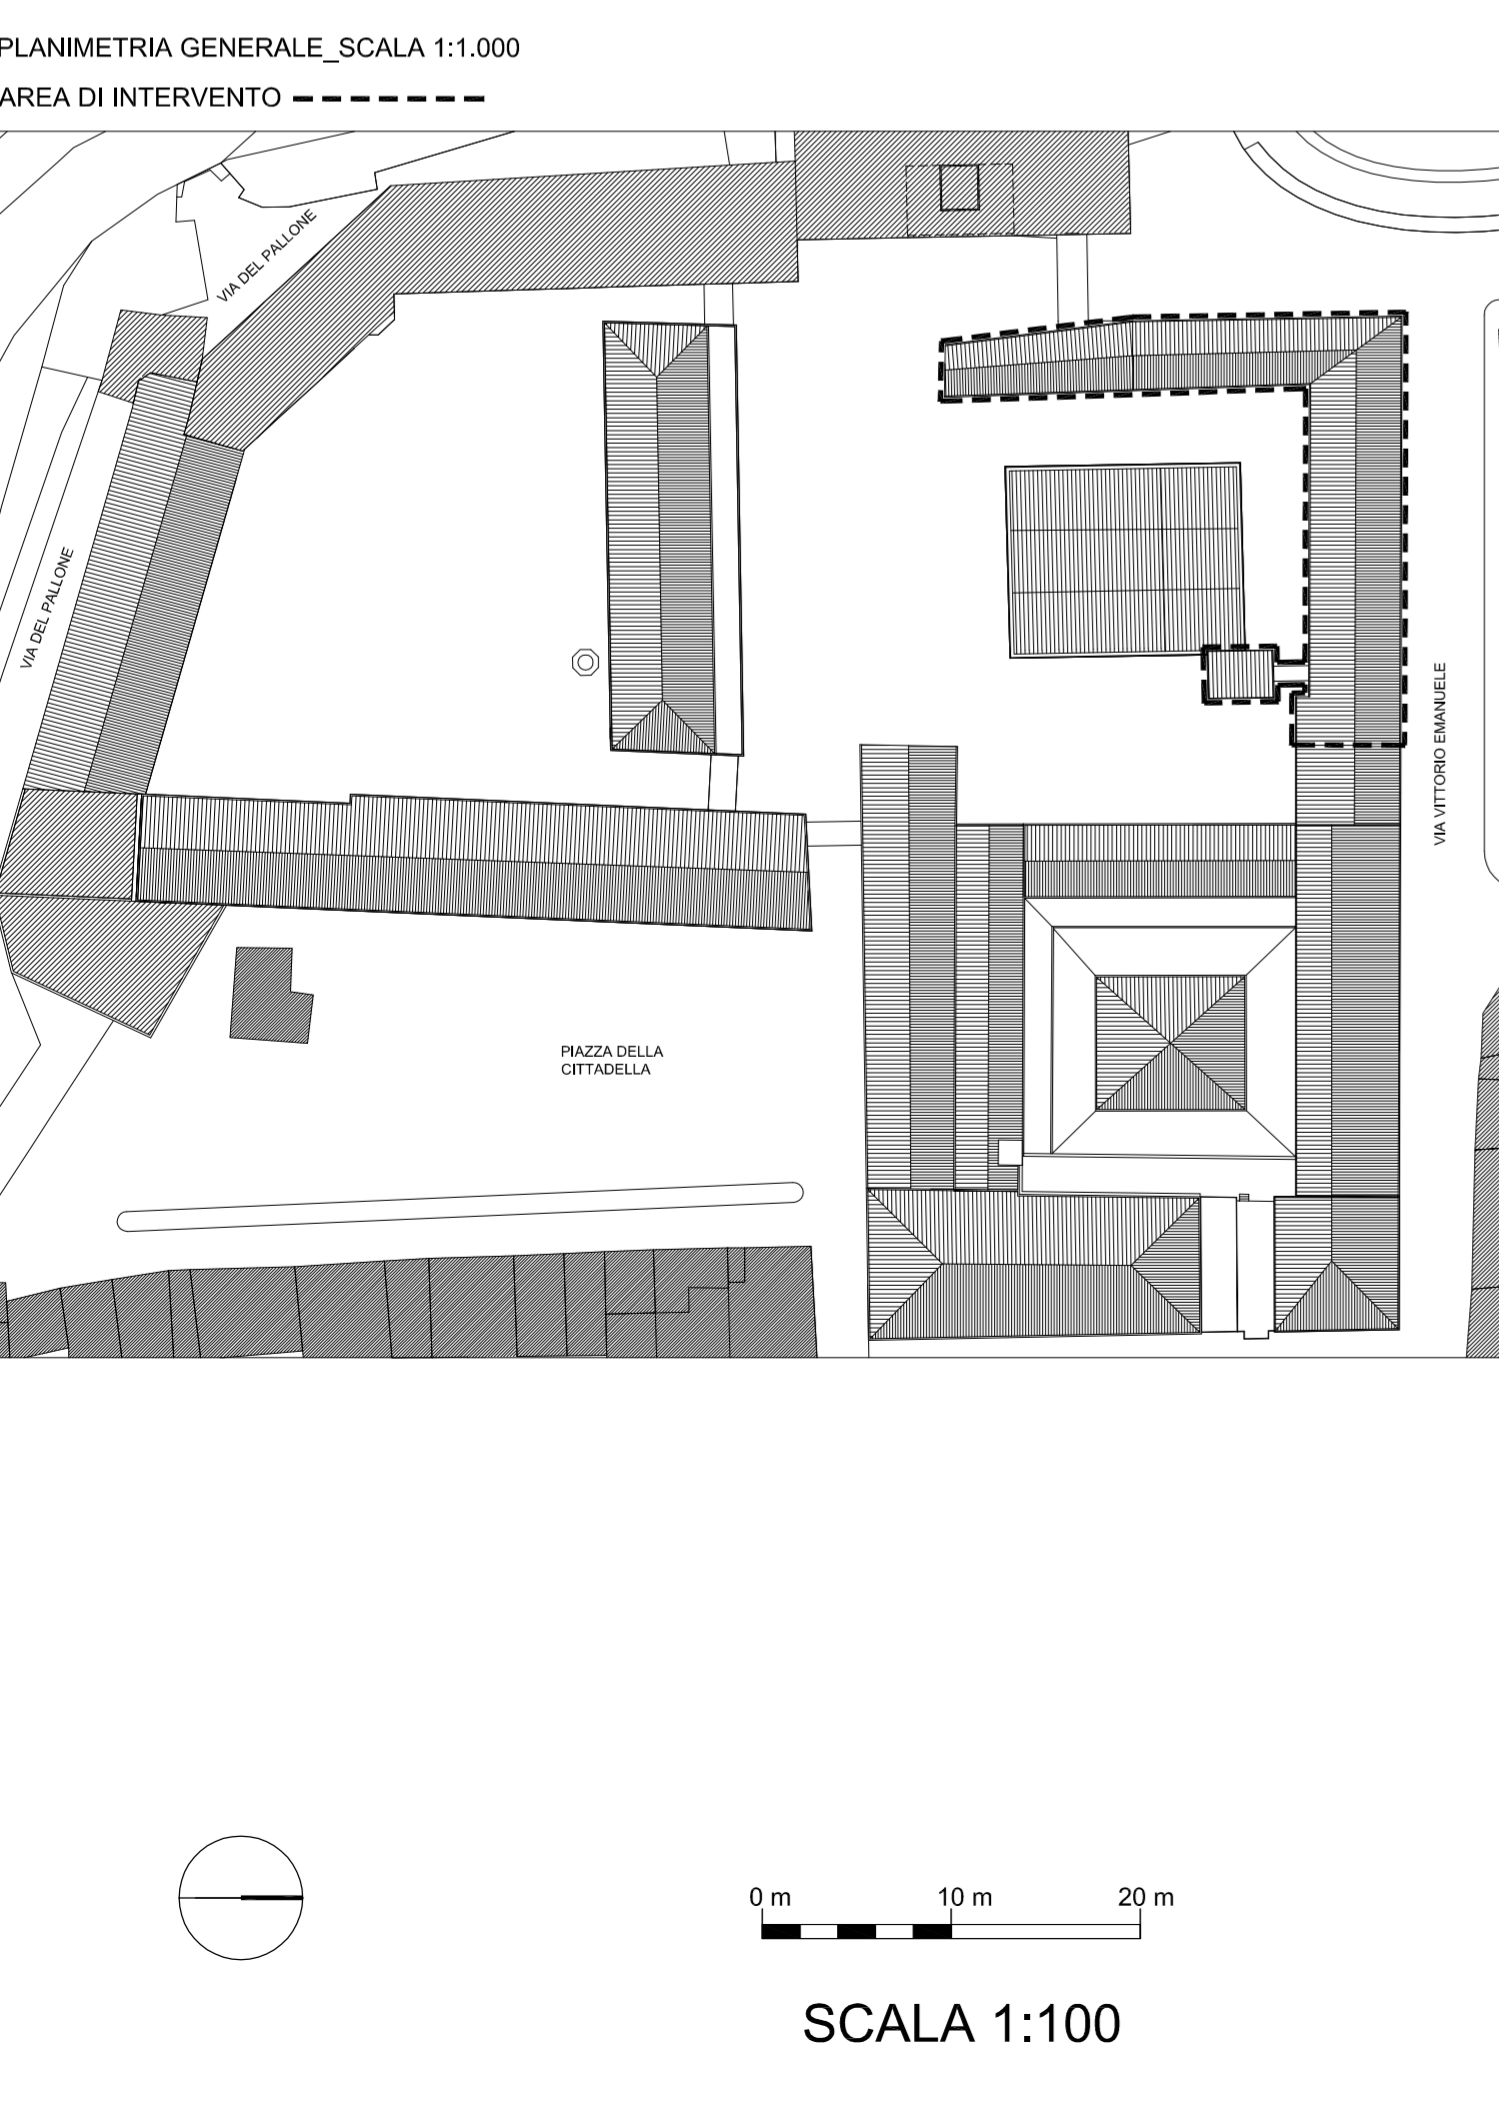 PLANIMETRIA GENERALE_SCALA 1:1.000
AREA DI INTERVENTO
VIA DEL PALLONE
VIA DEL PALLONE
VIA VITTORIO EMANUELE
PIAZZA DELLA
CITTADELLA
0 m 10 m 20 m
SCALA 1:100